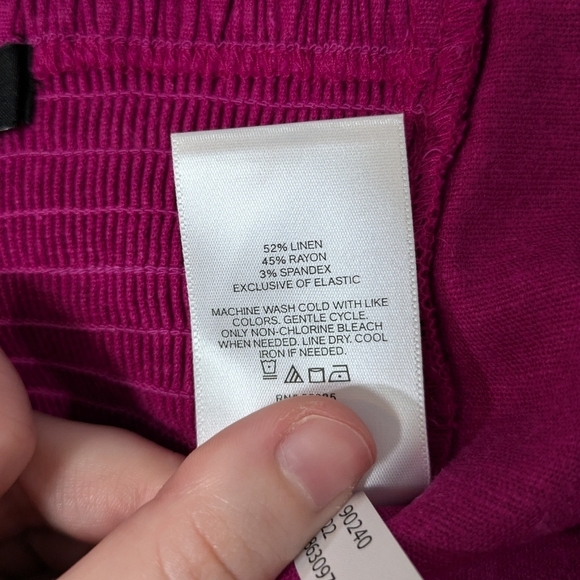 52% LINEN
45% RAYON
3% SPANDEX
EXCLUSIVE OF ELASTIC
MACHINE WASH COLD WITH LIKE
COLORS. GENTLE CYCLE.
ONLY NON-CHLORINE BLEACH
WHEN NEEDED. LINE DRY. COOL
IRON IF NEEDED.
90240